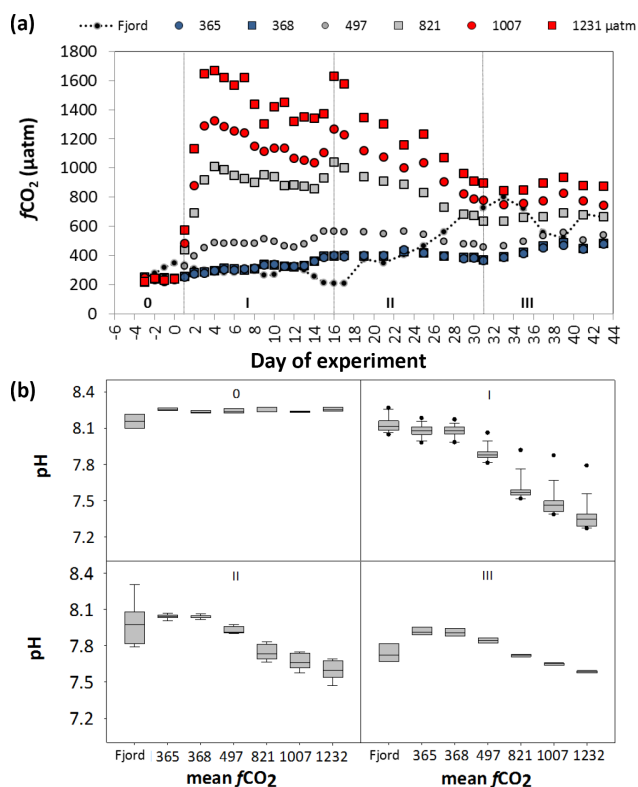 (a)
Fjord 365 368 497 821 1007 1231 µatm
fCO2 (µatm)
1800
1600
1400
1200
1000
800
600
400
200
0
0 I II III
-6 -4 -2 0 2 4 6 8 10 12 14 16 18 20 22 24 26 28 30 32 34 36 38 40 42 44
Day of experiment
(b)
0 I
pH
8.4
8.1
7.8
7.5
7.2
II III
pH
8.4
8.1
7.8
7.5
7.2
Fjord 365 368 497 821 1007 1232 Fjord 365 368 497 821 1007 1232
mean fCO2 mean fCO2